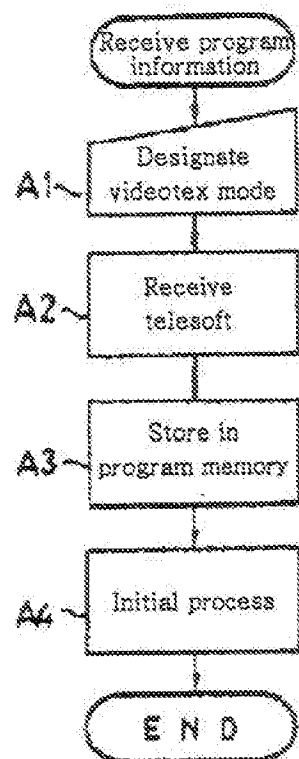 Receive program
information
A1
Designate
videotex mode
A2
Receive
telesoft
A3
Store in
program memory
A4
Initial process
END